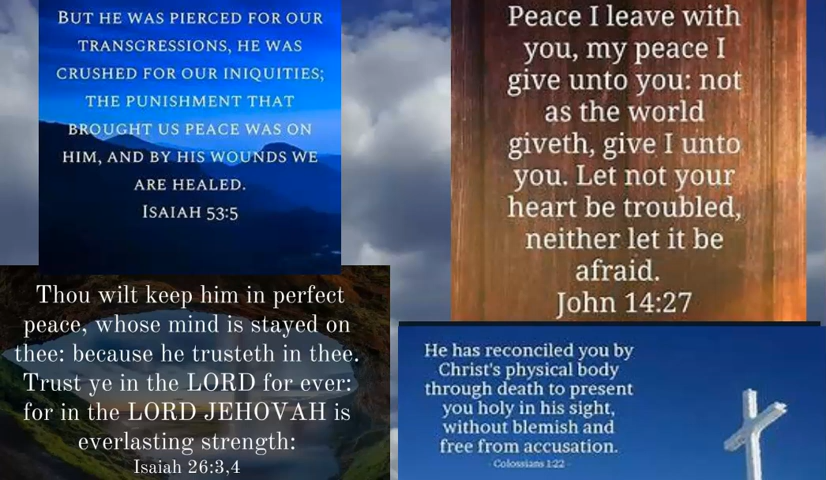 BUT HE WAS PIERCED FOR OUR
TRANSGRESSIONS, HE WAS
CRUSHED FOR OUR INIQUITIES;
THE PUNISHMENT THAT
BROUGHT US PEACE WAS ON
HIM, AND BY HIS WOUNDS WE
ARE HEALED.
ISAIAH 53:5
Peace I leave with
you, my peace I
give unto you: not
as the world
giveth, give I unto
you. Let not your
heart be troubled,
neither let it be
afraid.
John 14:27
Thou wilt keep him in perfect
peace, whose mind is stayed on
thee: because he trusteth in thee.
Trust ye in the LORD for ever:
for in the LORD JEHOVAH is
everlasting strength:
Isaiah 26:3,4
He has reconciled you by
Christ's physical body
through death to present
you holy in his sight,
without blemish and
free from accusation.
Colossians 1:22